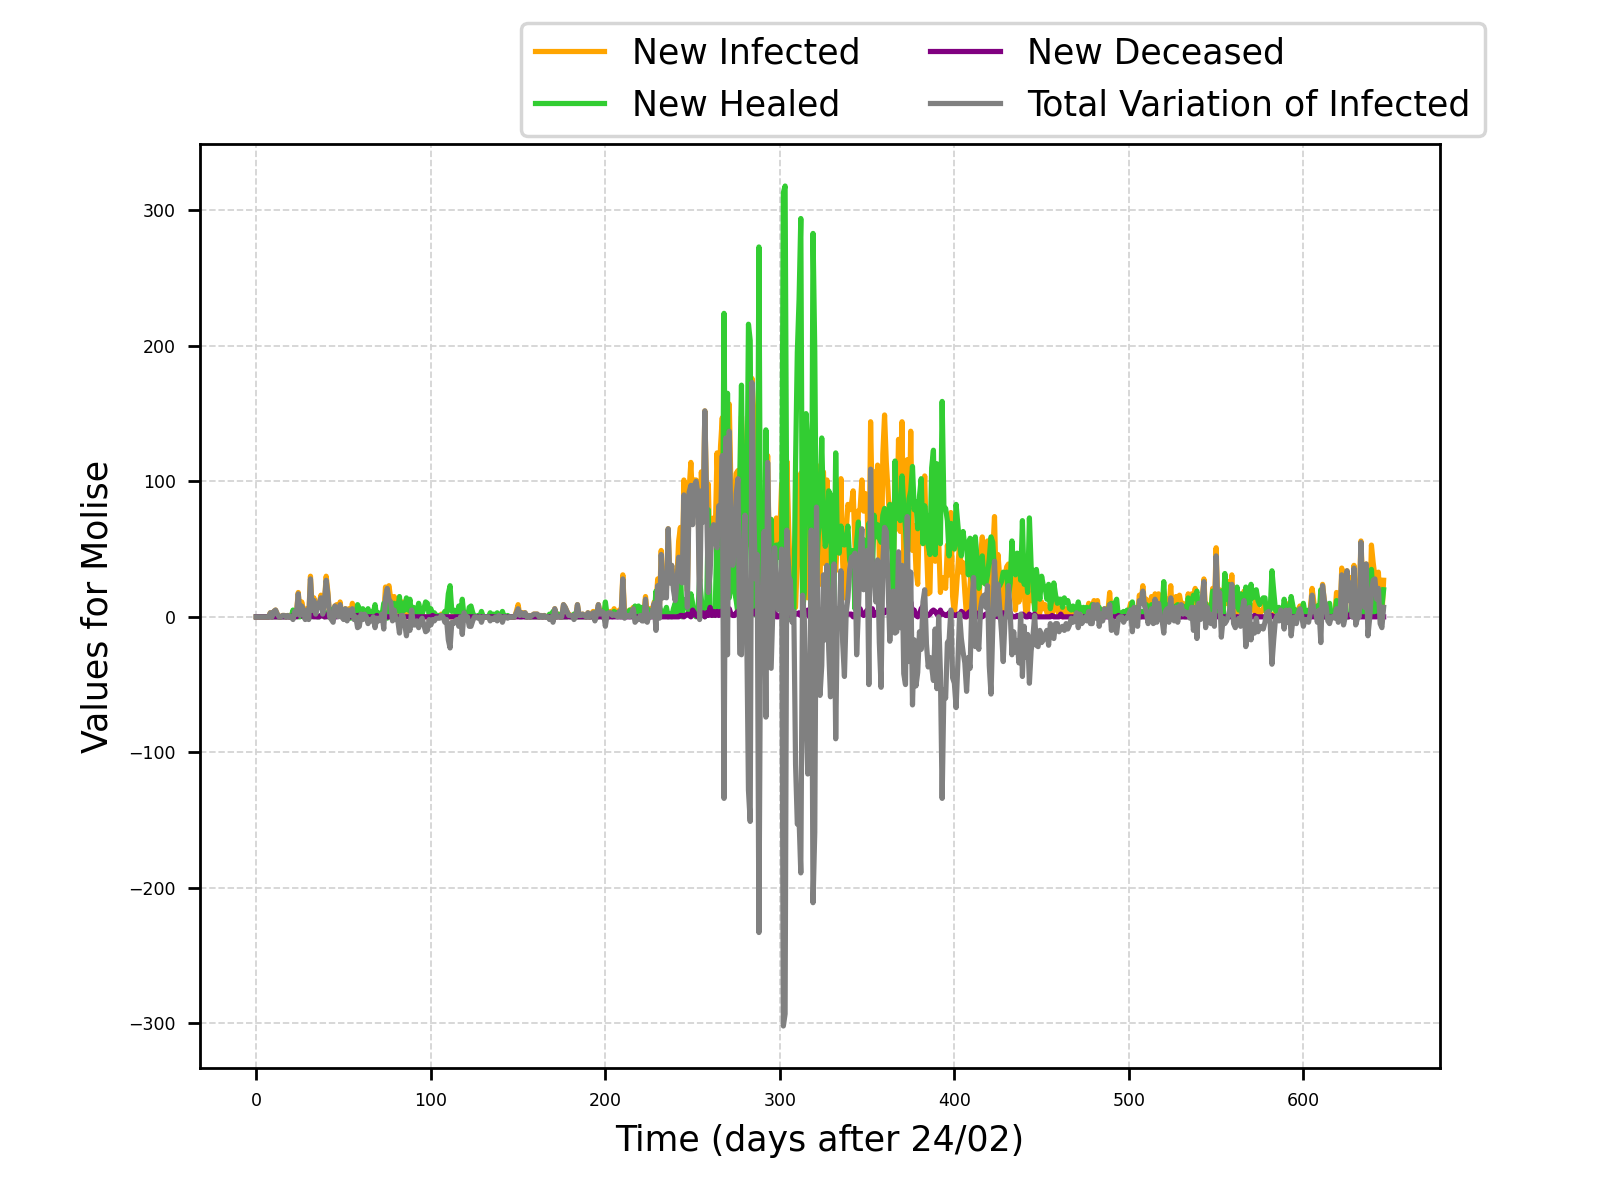 New Infected
New Healed
New Deceased
Total Variation of Infected
Values for Molise
300
200
100
0
−100
−200
−300
0 100 200 300 400 500 600
Time (days after 24/02)